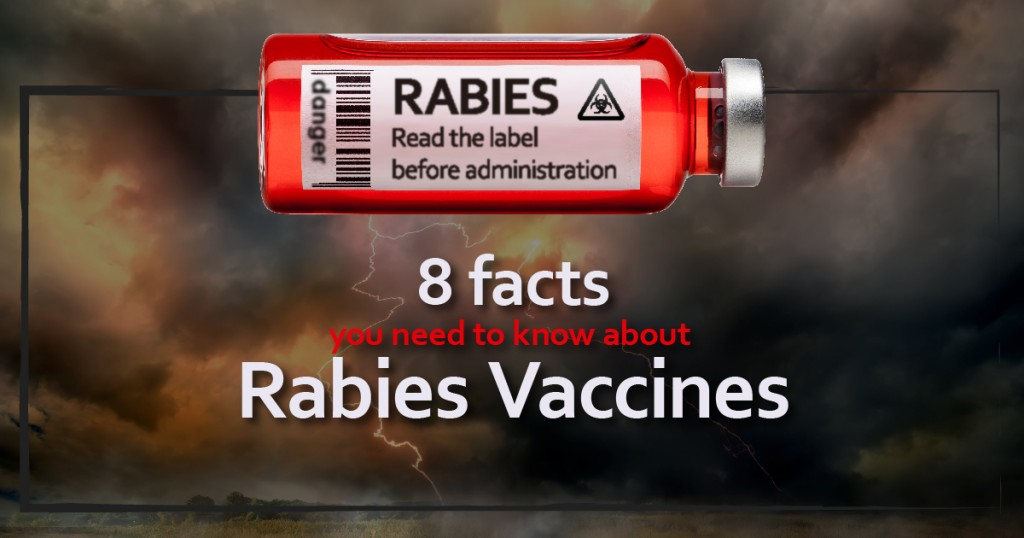 danger
RABIES
Read the label
before administration
8 facts
you need to know about
Rabies Vaccines